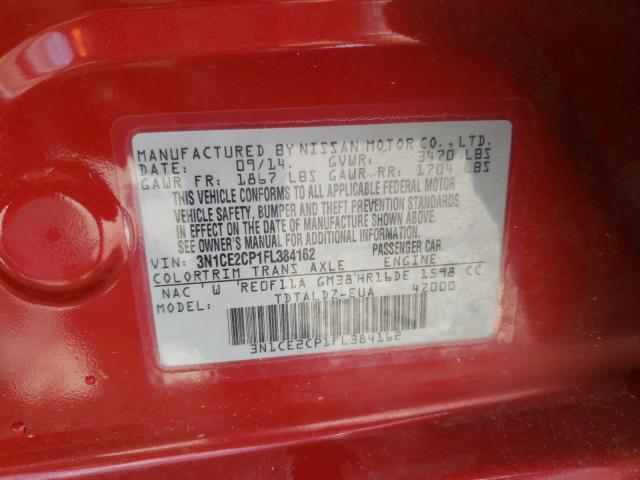 MANUFACTURED BY NISSAN MOTOR CO., LTD.
DATE: 09/14. GVWR: 3470 LBS
GAWR FR: 1867 LBS GAWR RR: 1704 LBS
THIS VEHICLE CONFORMS TO ALL APPLICABLE FEDERAL MOTOR
VEHICLE SAFETY, BUMPER AND THEFT PREVENTION STANDARDS
IN EFFECT ON THE DATE OF MANUFACTURE SHOWN ABOVE.
SEE OWNER'S MANUAL FOR ADDITIONAL INFORMATION.
VIN: 3N1CE2CP1FL384162 PASSENGER CAR
COLOR TRIM TRANS AXLE ENGINE
NAC 'W 'RE0F11A GM38'HR16DE 1598 CC
MODEL: TDTALDZ-EUA 42000
3N1CE2CP1FL384162